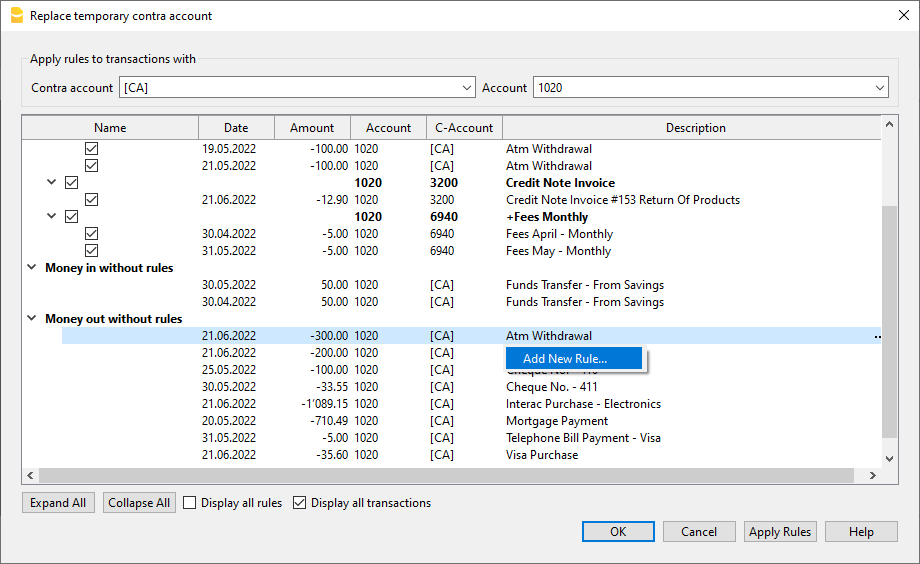 Replace temporary contra account
Apply rules to transactions with
Contra account [CA] Account 1020
Name Date Amount Account C-Account Description
19.05.2022 -100.00 1020 [CA] Atm Withdrawal
21.05.2022 -100.00 1020 [CA] Atm Withdrawal
1020 3200 Credit Note Invoice
21.06.2022 -12.90 1020 3200 Credit Note Invoice #153 Return Of Products
1020 6940 +Fees Monthly
30.04.2022 -5.00 1020 6940 Fees April - Monthly
31.05.2022 -5.00 1020 6940 Fees May - Monthly
Money in without rules
30.05.2022 50.00 1020 [CA] Funds Transfer - From Savings
30.04.2022 50.00 1020 [CA] Funds Transfer - From Savings
Money out without rules
21.06.2022 -300.00 1020 [CA] Atm Withdrawal ..
21.06.2022 -200.00 1020 [CA]
Add New Rule...
25.05.2022 -100.00 1020 [CA] Cheque No. -
30.05.2022 -33.55 1020 [CA] Cheque No. - 411
21.06.2022 -1'089.15 1020 [CA] Interac Purchase - Electronics
20.05.2022 -710.49 1020 [CA] Mortgage Payment
31.05.2022 -5.00 1020 [CA] Telephone Bill Payment - Visa
21.06.2022 -35.60 1020 [CA] Visa Purchase
Expand All Collapse All Display all rules Display all transactions
OK Cancel Apply Rules Help